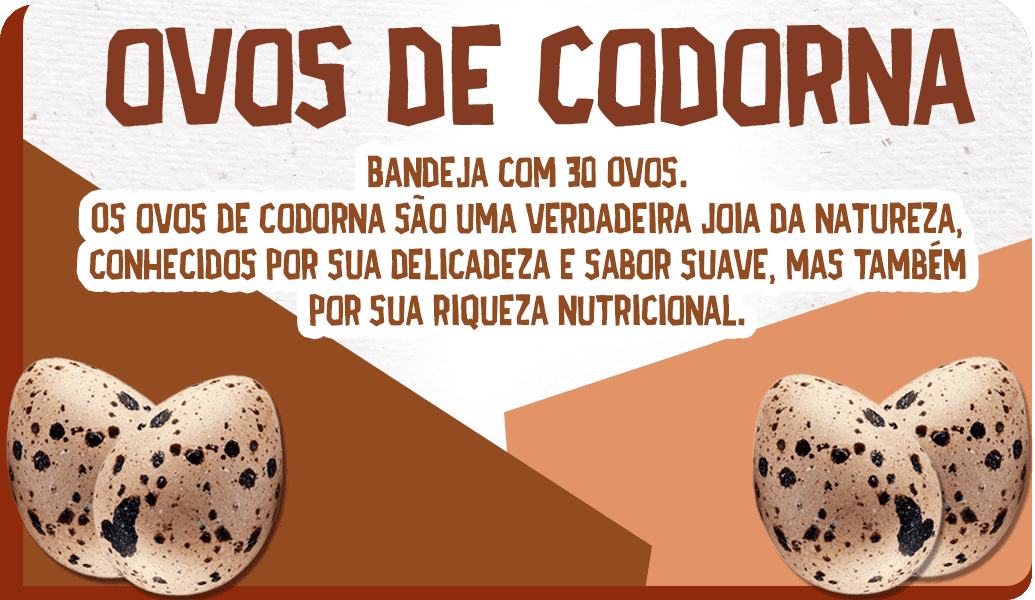 OVOS DE CODORNA
BANDEJA COM 30 OVOS.
OS OVOS DE CODORNA SÃO UMA VERDADEIRA JOIA DA NATUREZA,
CONHECIDOS POR SUA DELICADEZA E SABOR SUAVE, MAS TAMBÉM
POR SUA RIQUEZA NUTRICIONAL.